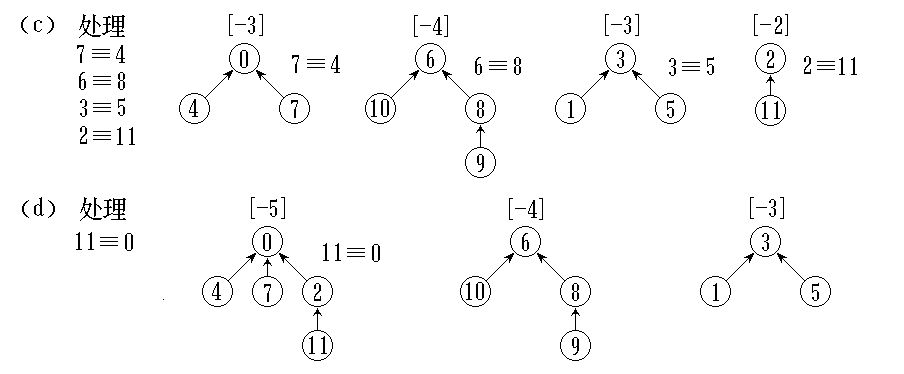 （c） 处理 [-3] [-4] [-3] [-2]
7≡4 0 7≡4 6 6≡8 3 3≡5 2 2≡11
6≡8
3≡5 4 7 10 8 1 5 11
2≡11
9
（d） 处理 [-5] [-4] [-3]
11≡0 0 11≡0 6 3
4 7 2 10 8 1 5
11 9